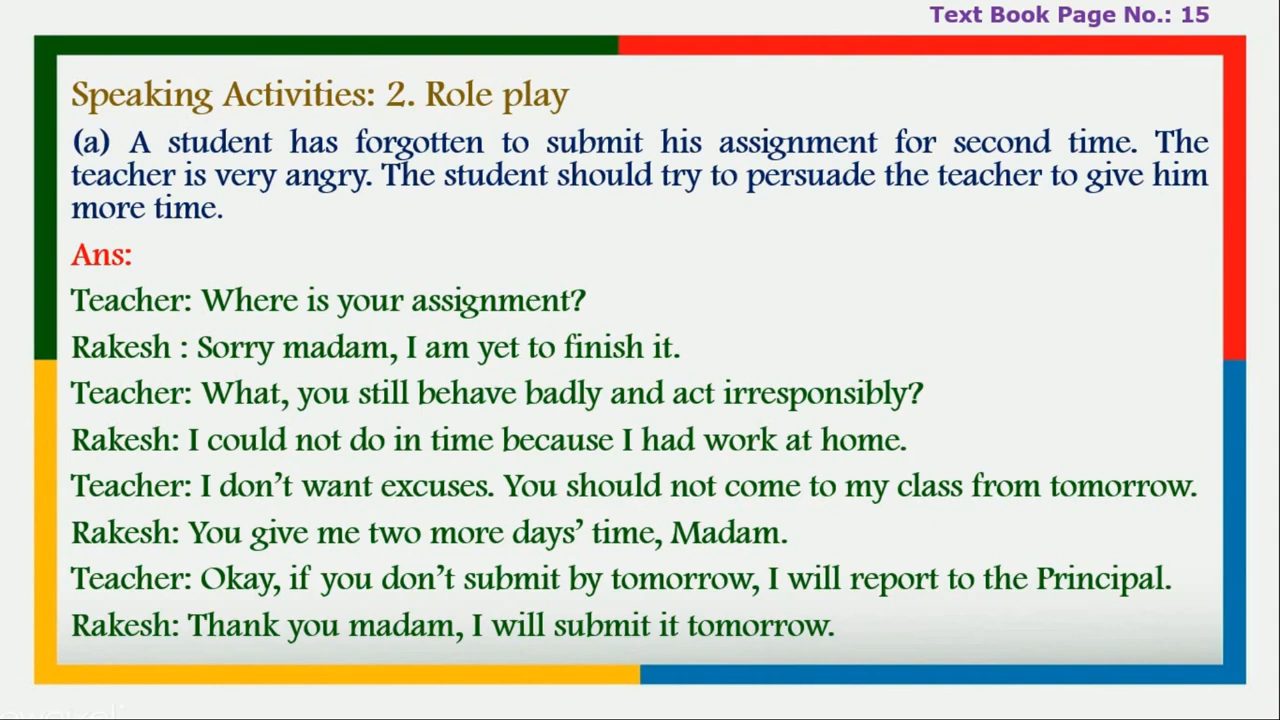 Text Book Page No.: 15
Speaking Activities: 2. Role play
(a) A student has forgotten to submit his assignment for second time. The
teacher is very angry. The student should try to persuade the teacher to give him
more time.
Ans:
Teacher: Where is your assignment?
Rakesh : Sorry madam, I am yet to finish it.
Teacher: What, you still behave badly and act irresponsibly?
Rakesh: I could not do in time because I had work at home.
Teacher: I don’t want excuses. You should not come to my class from tomorrow.
Rakesh: You give me two more days’ time, Madam.
Teacher: Okay, if you don’t submit by tomorrow, I will report to the Principal.
Rakesh: Thank you madam, I will submit it tomorrow.